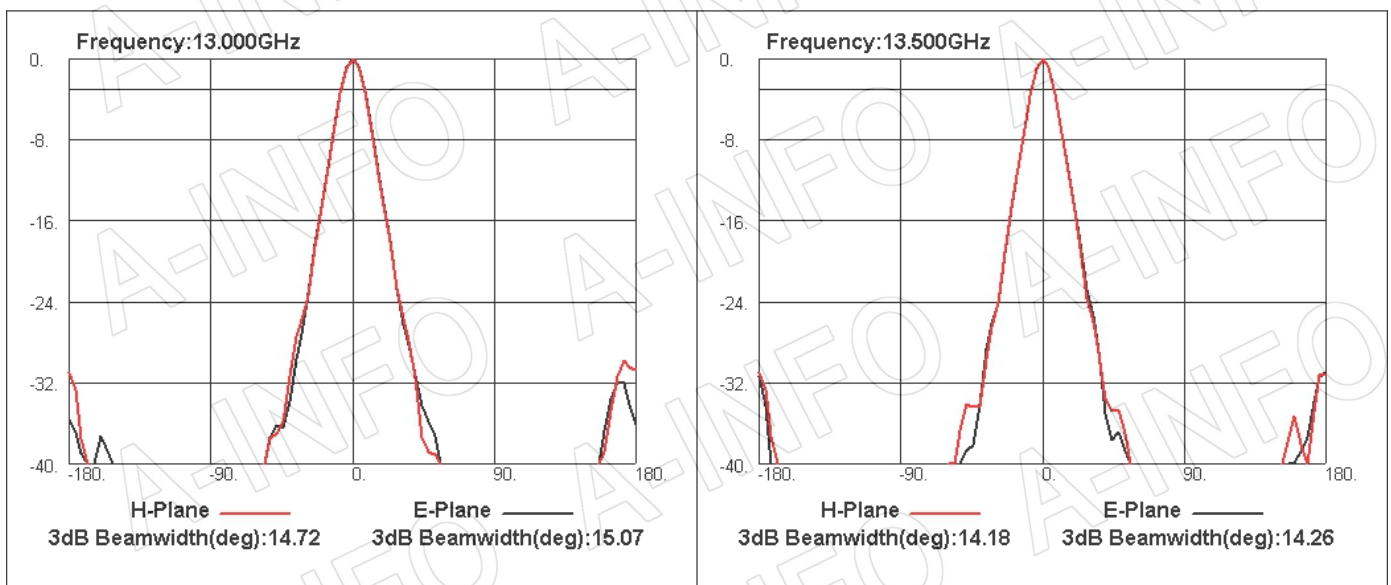 Frequency:13.000GHz
0.
-8.
-16.
-24.
-32.
-40.
-180.
-90.
0.
90.
180.
H-Plane
E-Plane
3dB Beamwidth(deg):14.72
3dB Beamwidth(deg):15.07
Frequency:13.500GHz
0.
-8.
-16.
-24.
-32.
-40.
-180.
-90.
0.
90.
180.
H-Plane
E-Plane
3dB Beamwidth(deg):14.18
3dB Beamwidth(deg):14.26
A-INFO